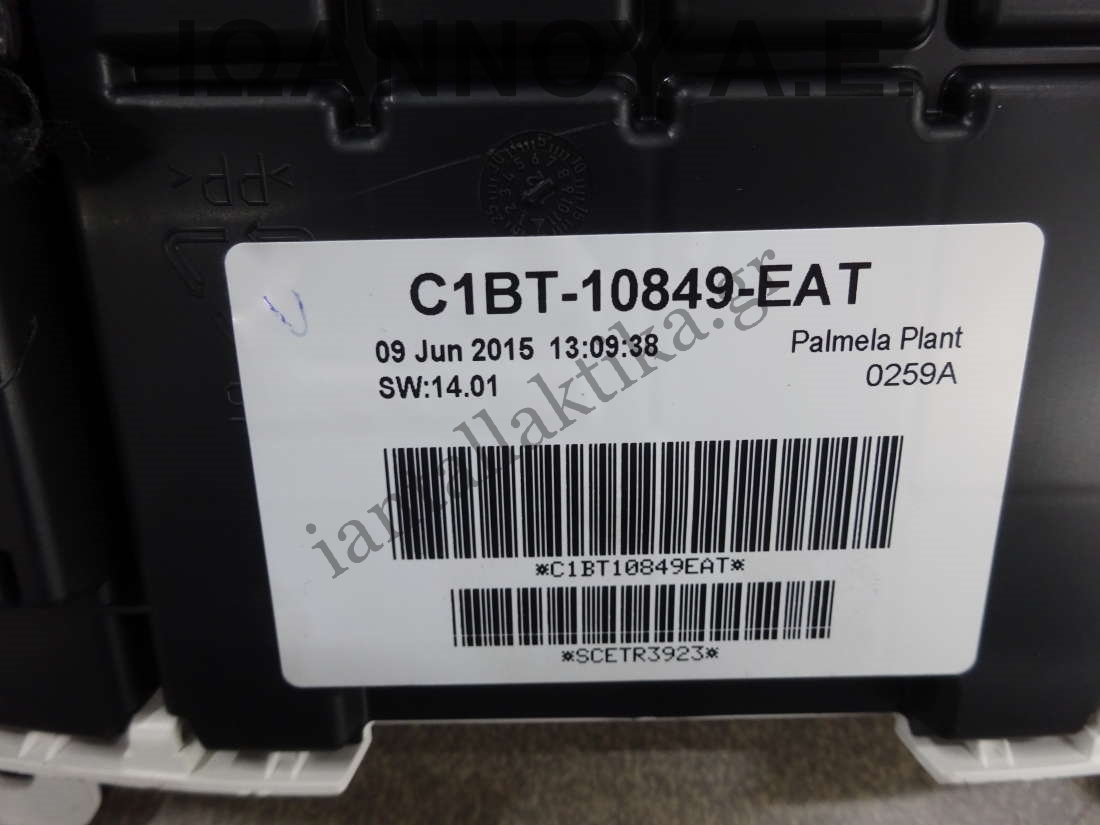 ΙΩΑΝΝΟΥ Α.Ε.
>PP<
C1BT-10849-EAT
09 Jun 2015 13:09:38
Palmela Plant
SW:14.01
0259A
iantallaktika.gr
*C1BT10849EAT*
*SCETR3923*